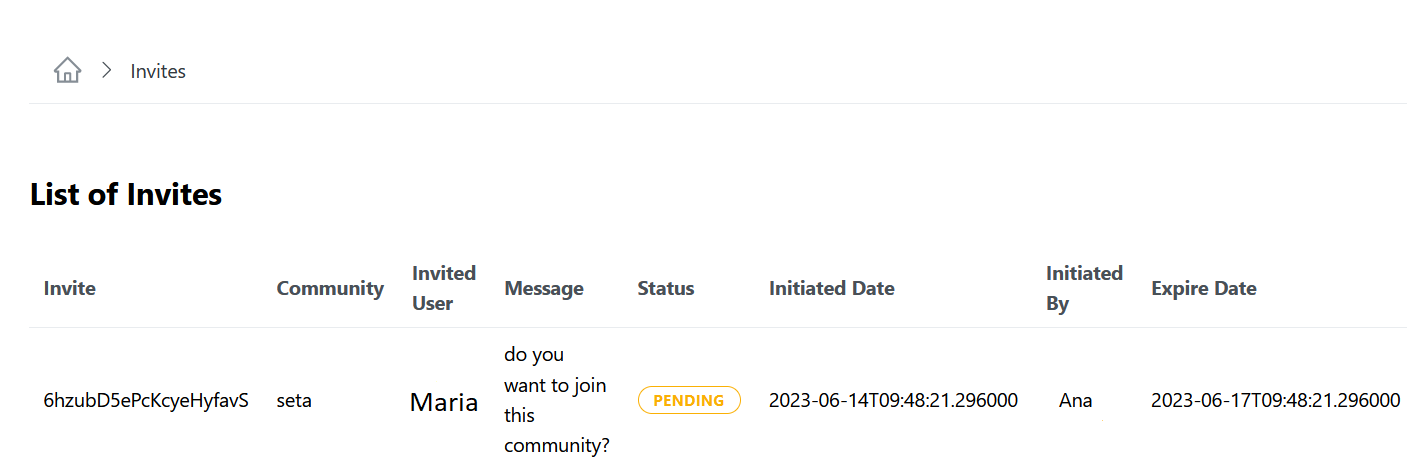 Invites
List of Invites
Invite Community Invited User Message Status Initiated Date Initiated By Expire Date
6hzubD5ePcKcyeHyfavS seta Maria do you want to join this community? PENDING 2023-06-14T09:48:21.296000 Ana 2023-06-17T09:48:21.296000